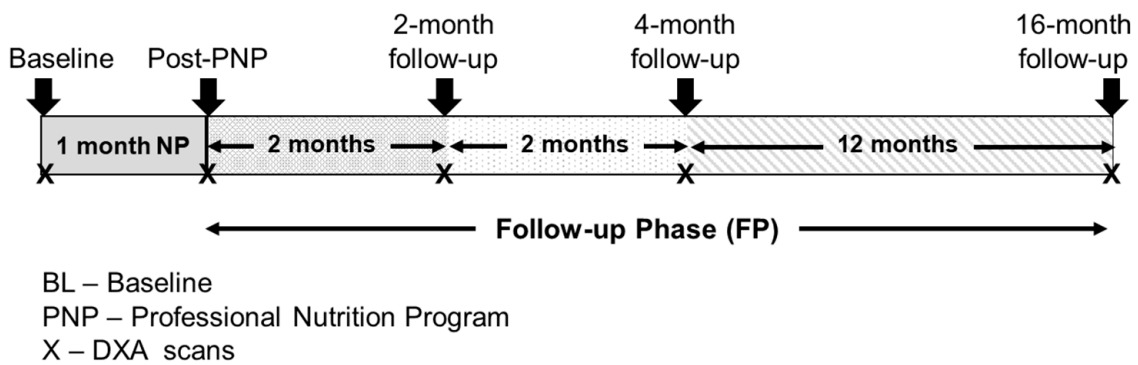 Baseline
Post-PNP
2-month
follow-up
4-month
follow-up
16-month
follow-up
1 month NP
2 months
2 months
12 months
X
X
X
X
X
Follow-up Phase (FP)
BL – Baseline
PNP – Professional Nutrition Program
X – DXA scans